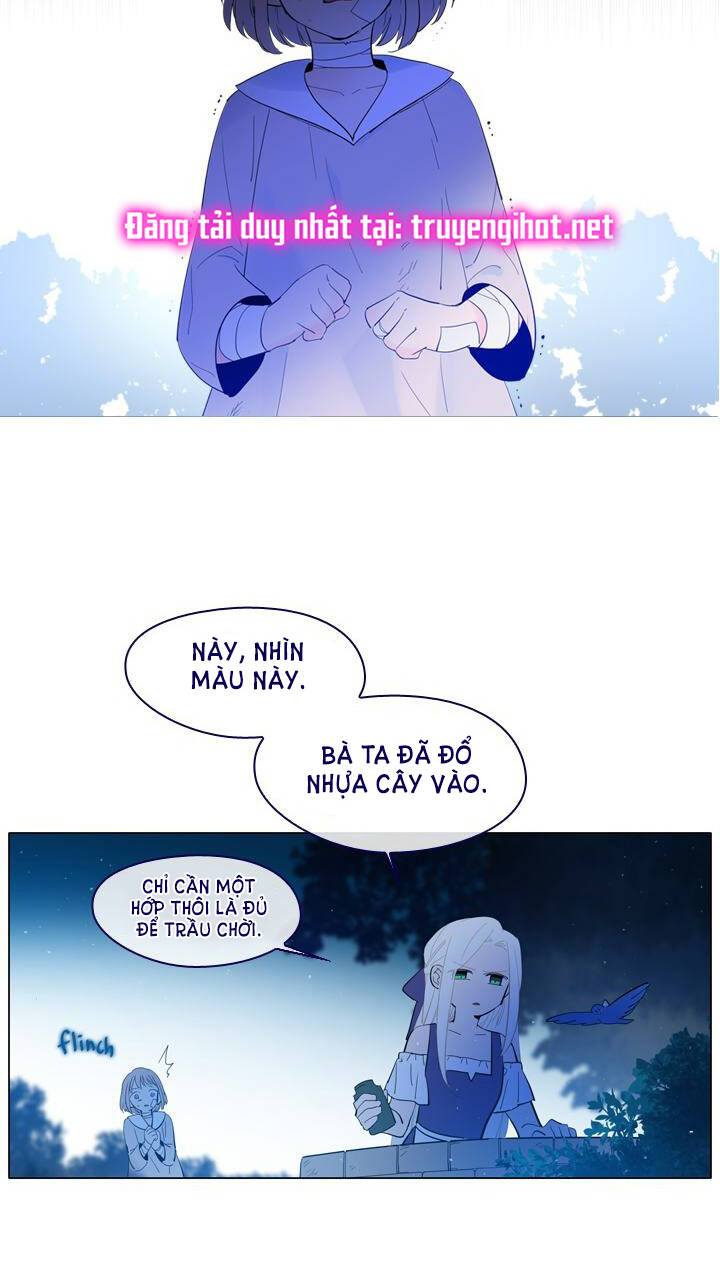 Đăng tải duy nhất tại: truyengihot.net
NÀY, NHÌN
MÀU NÀY.
BÀ TA ĐÃ ĐỔ
NHỰA CÂY VÀO.
CHỈ CẦN MỘT
HỚP THÔI LÀ ĐỦ
ĐỂ TRẦU CHỜI.
flinch